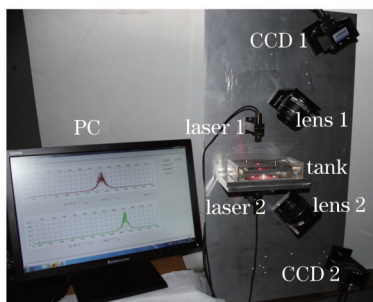 CCD 1
lens 1
laser 1
PC
tank
laser 2
lens 2
CCD 2
lenovo